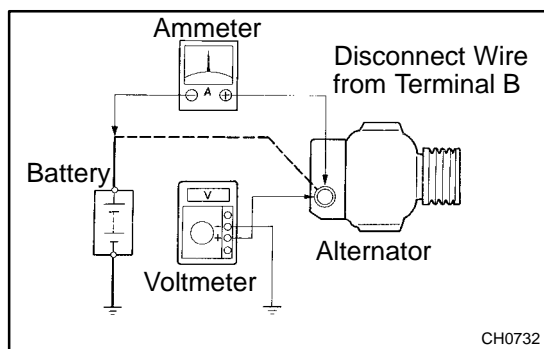 Ammeter
Disconnect Wire
from Terminal B
− A +
Battery
V
+
−
Voltmeter
Alternator
CH0732